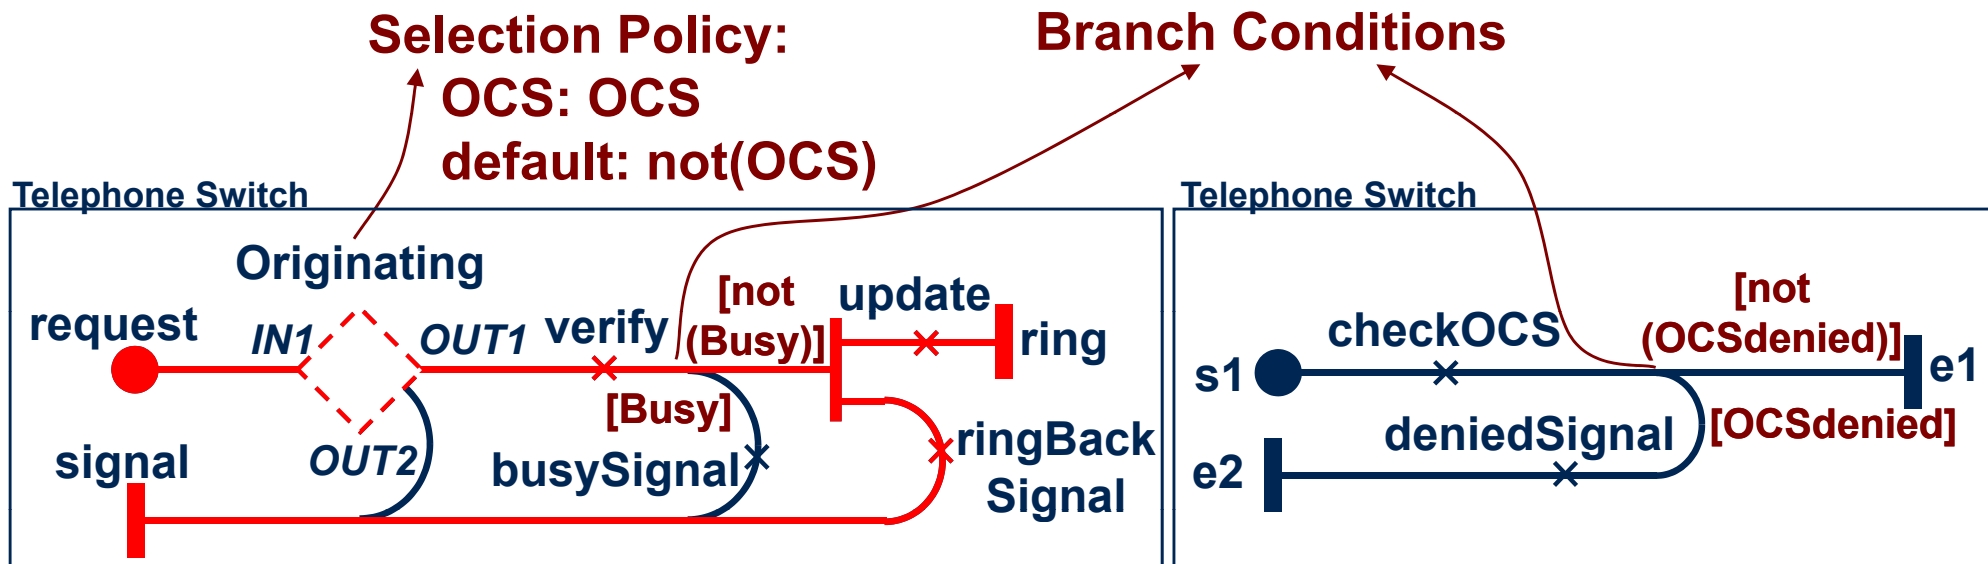 Selection Policy:
OCS: OCS
default: not(OCS)
Branch Conditions
Telephone Switch
Originating
request
IN1
OUT1
verify
[not
(Busy)]
update
ring
[Busy]
signal
OUT2
busySignal
ringBack
Signal
Telephone Switch
s1
checkOCS
[not
(OCSdenied)]
e1
[OCSdenied]
deniedSignal
e2